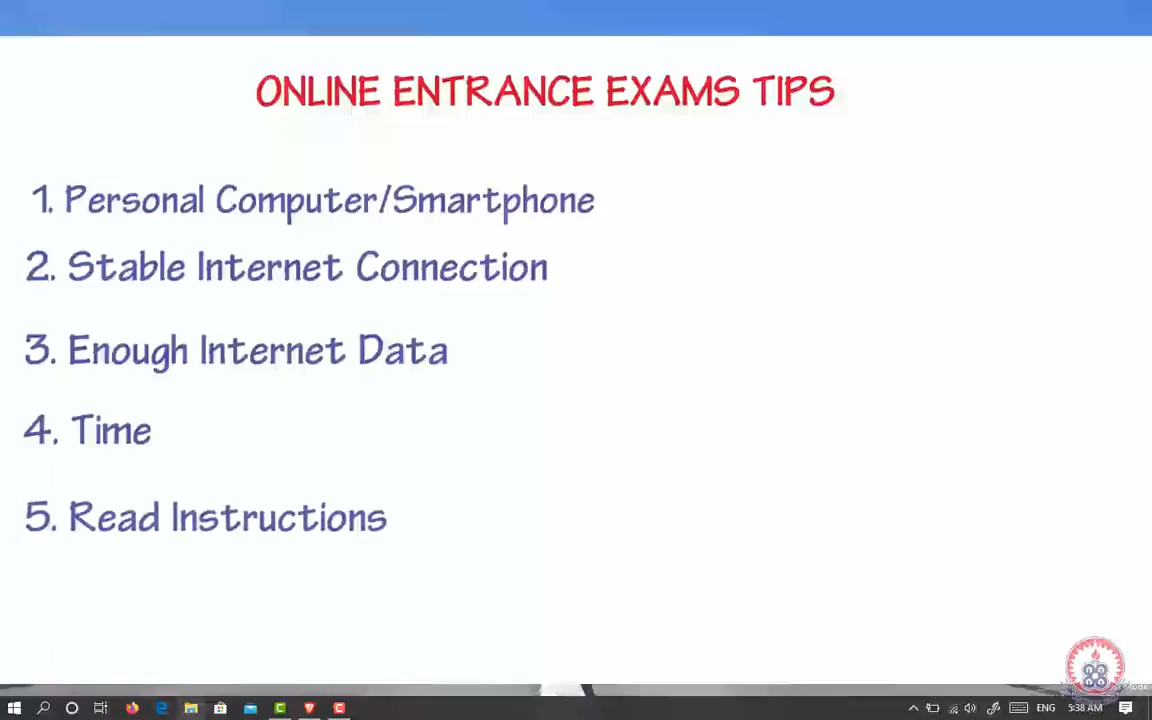 ONLINE ENTRANCE EXAMS TIPS
1. Personal Computer/Smartphone
2. Stable Internet Connection
3. Enough Internet Data
4. Time
5. Read Instructions
ENG
5:38 AM